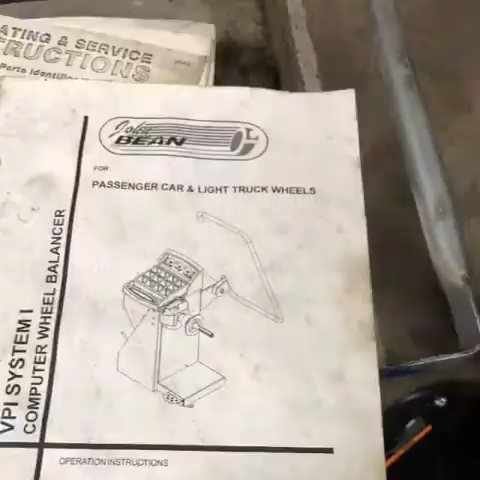 ATING & SERVICE
RUCTIONS
Parts
John
BEAN
FOR:
PASSENGER CAR & LIGHT TRUCK WHEELS
VPI SYSTEM I
COMPUTER WHEEL BALANCER
OPERATION INSTRUCTIONS